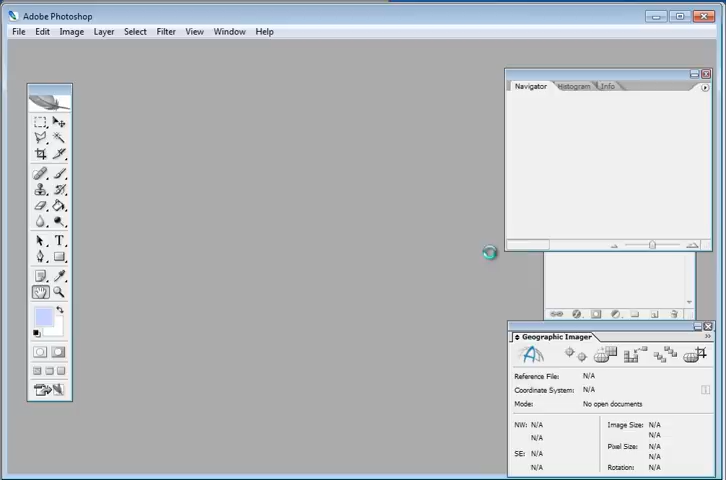 Adobe Photoshop
File Edit Image Layer Select Filter View Window Help
Navigator Histogram Info
T
Geographic Imager
Reference File: N/A
Coordinate System: N/A
Mode: No open documents
NW: N/A
N/A
SE: N/A
N/A
Image Size: N/A
N/A
Pixel Size: N/A
N/A
Rotation: N/A